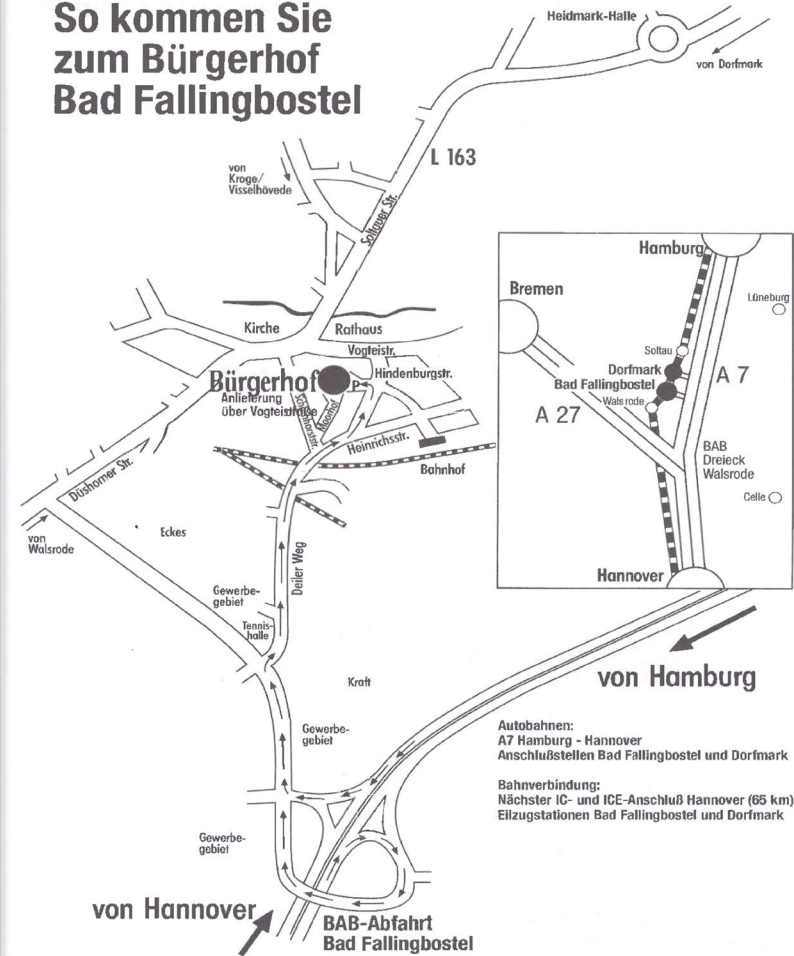 So kommen Sie
zum Bürgerhof
Bad Fallingbostel
Heidmark-Halle
von Dorfmark
L 163
von
Kroge/
Visselhövede
Soltauer Str.
Kirche
Rathaus
Vogteistr.
Bürgerhof
P
Hindenburgstr.
Anlieferung
über Vogteistraße
Scharnhorststr.
Moorhof
Heinrichsstr.
Bahnhof
Düshorner Str.
von
Walsrode
Eckes
Deiler Weg
Gewerbe-
gebiet
Tennis-
halle
Kraft
Gewerbe-
gebiet
Gewerbe-
gebiet
von Hannover
BAB-Abfahrt
Bad Fallingbostel
Hamburg
Bremen
Lüneburg
Soltau
Dorfmark
Bad Fallingbostel
Walsrode
A 7
A 27
BAB
Dreieck
Walsrode
Celle
Hannover
von Hamburg
Autobahnen:
A7 Hamburg - Hannover
Anschlußstellen Bad Fallingbostel und Dorfmark
Bahnverbindung:
Nächster IC- und ICE-Anschluß Hannover (65 km)
Eilzugstationen Bad Fallingbostel und Dorfmark